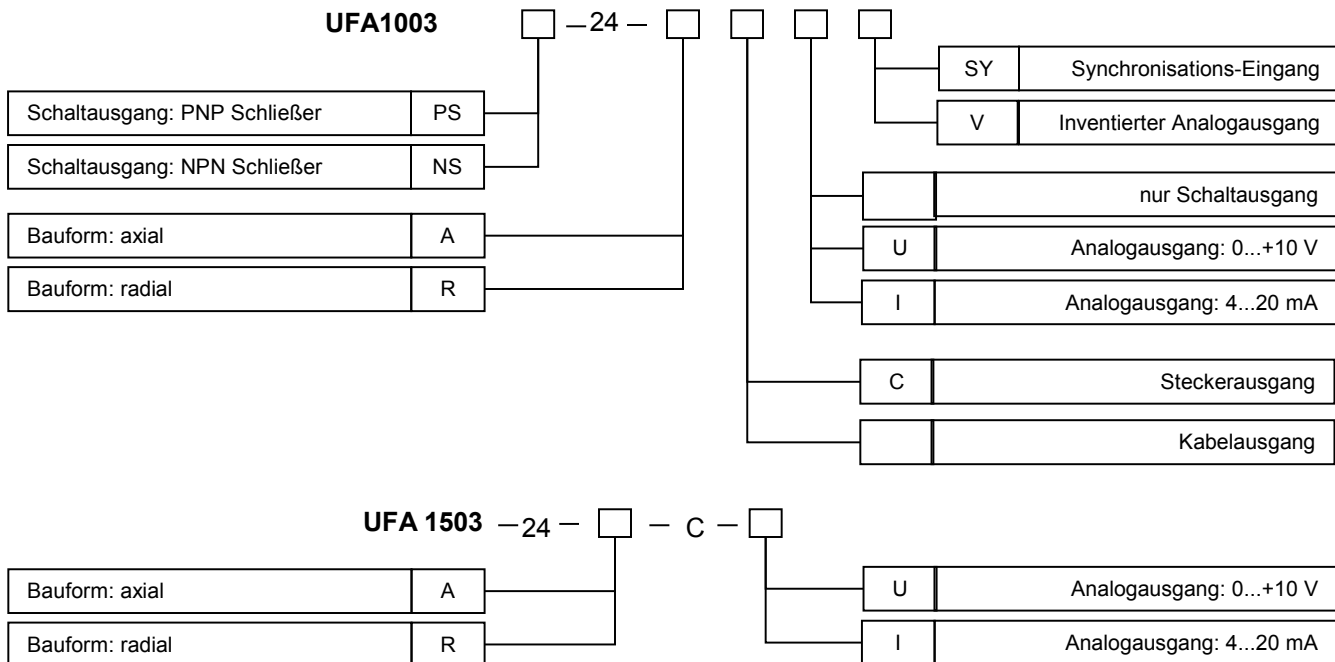 UFA1003 – 24 –
SY Synchronisations-Eingang
V Inventierter Analogausgang
Schaltausgang: PNP Schließer PS
Schaltausgang: NPN Schließer NS
nur Schaltausgang
Bauform: axial A
U Analogausgang: 0...+10 V
Bauform: radial R
I Analogausgang: 4...20 mA
C Steckerausgang
Kabelausgang
UFA 1503 – 24 – – C –
Bauform: axial A
U Analogausgang: 0...+10 V
Bauform: radial R
I Analogausgang: 4...20 mA